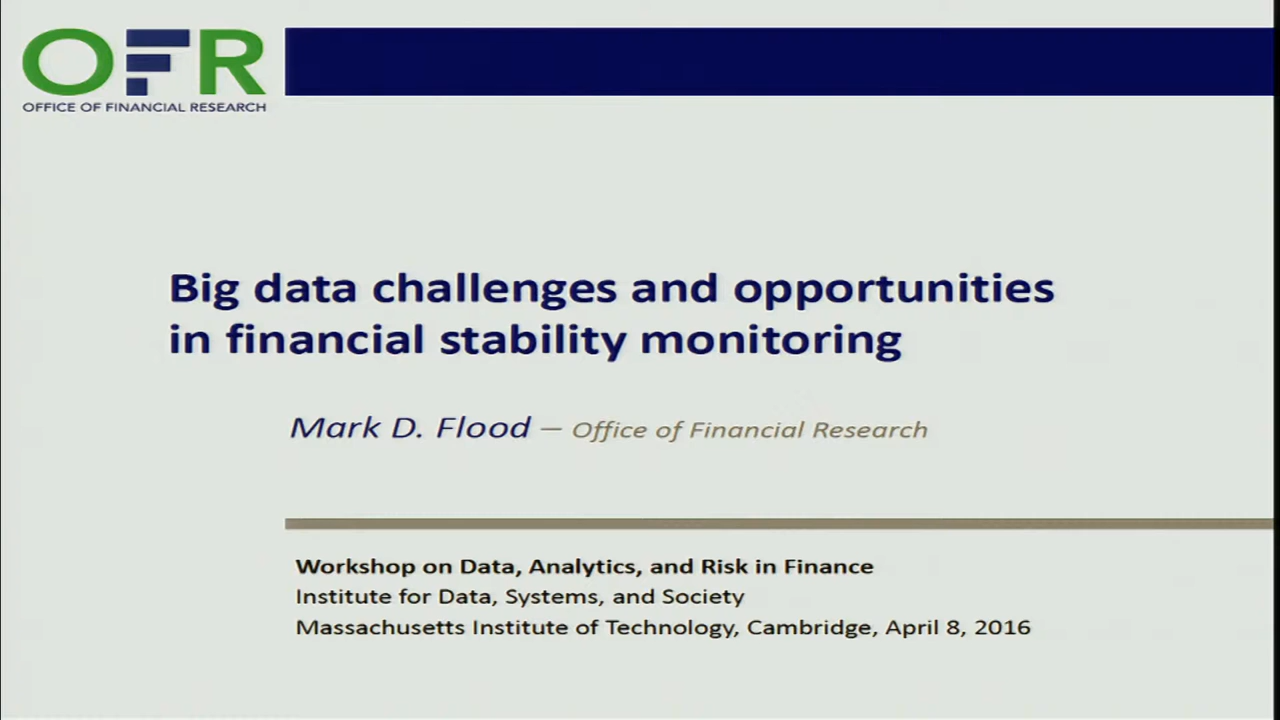 OFR
OFFICE OF FINANCIAL RESEARCH
Big data challenges and opportunities
in financial stability monitoring
Mark D. Flood – Office of Financial Research
Workshop on Data, Analytics, and Risk in Finance
Institute for Data, Systems, and Society
Massachusetts Institute of Technology, Cambridge, April 8, 2016